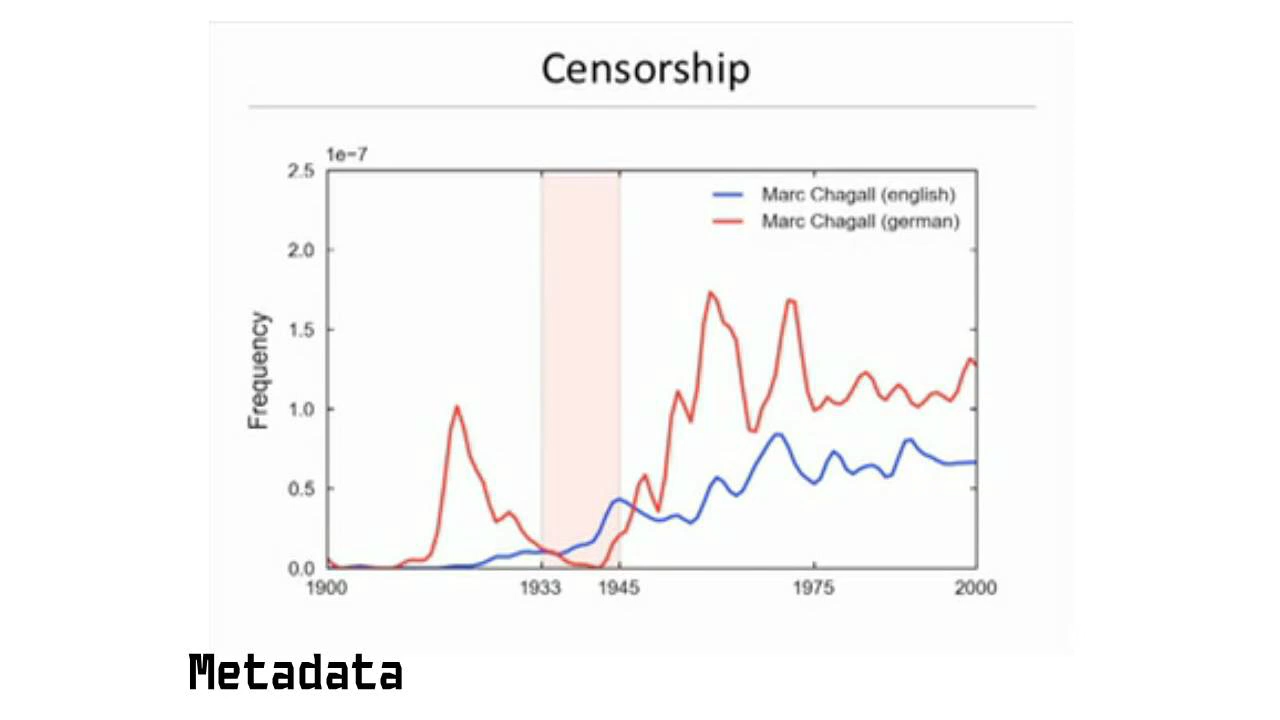 Censorship
1e−7
2.5
Marc Chagall (english)
Marc Chagall (german)
2.0
1.5
1.0
0.5
0.0
Frequency
1900 1933 1945 1975 2000
Metadata